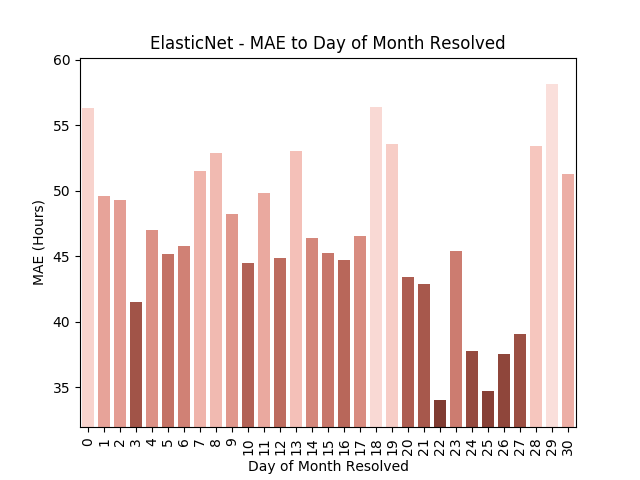 ElasticNet - MAE to Day of Month Resolved
60
55
50
45
40
35
MAE (Hours)
0 1 2 3 4 5 6 7 8 9 10 11 12 13 14 15 16 17 18 19 20 21 22 23 24 25 26 27 28 29 30
Day of Month Resolved